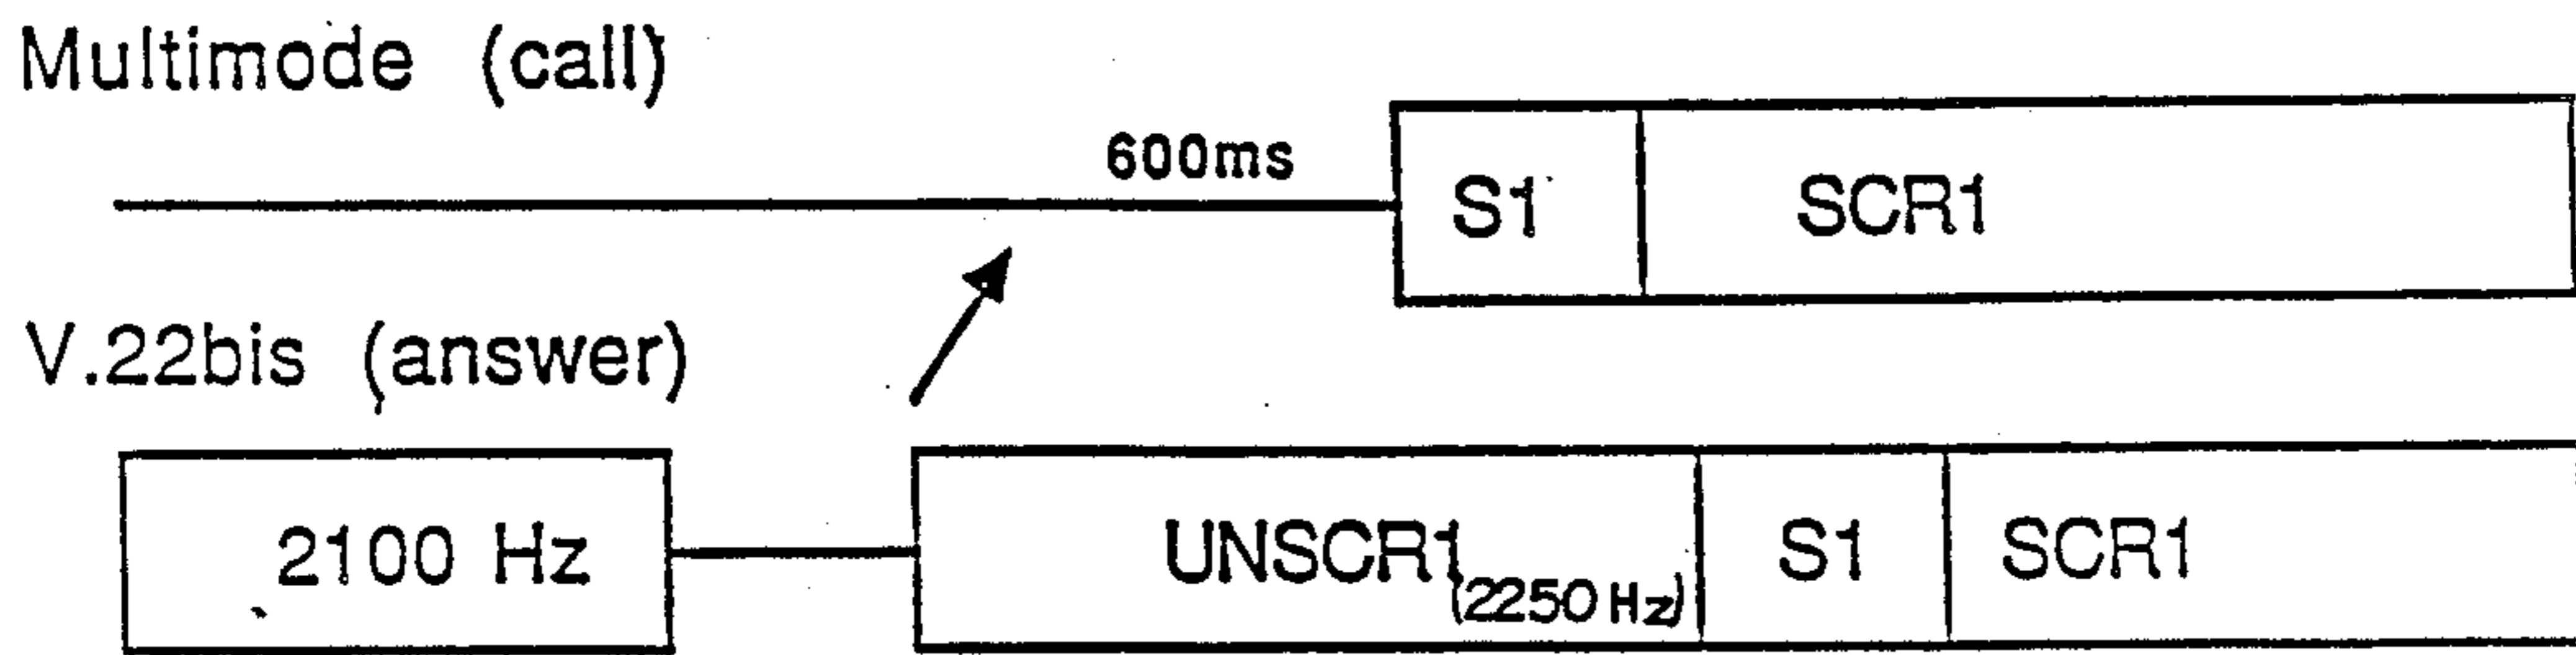 Multimode (call)
600ms
S1 SCR1
V.22bis (answer)
2100 Hz UNSCR1 (2250 Hz) S1 SCR1